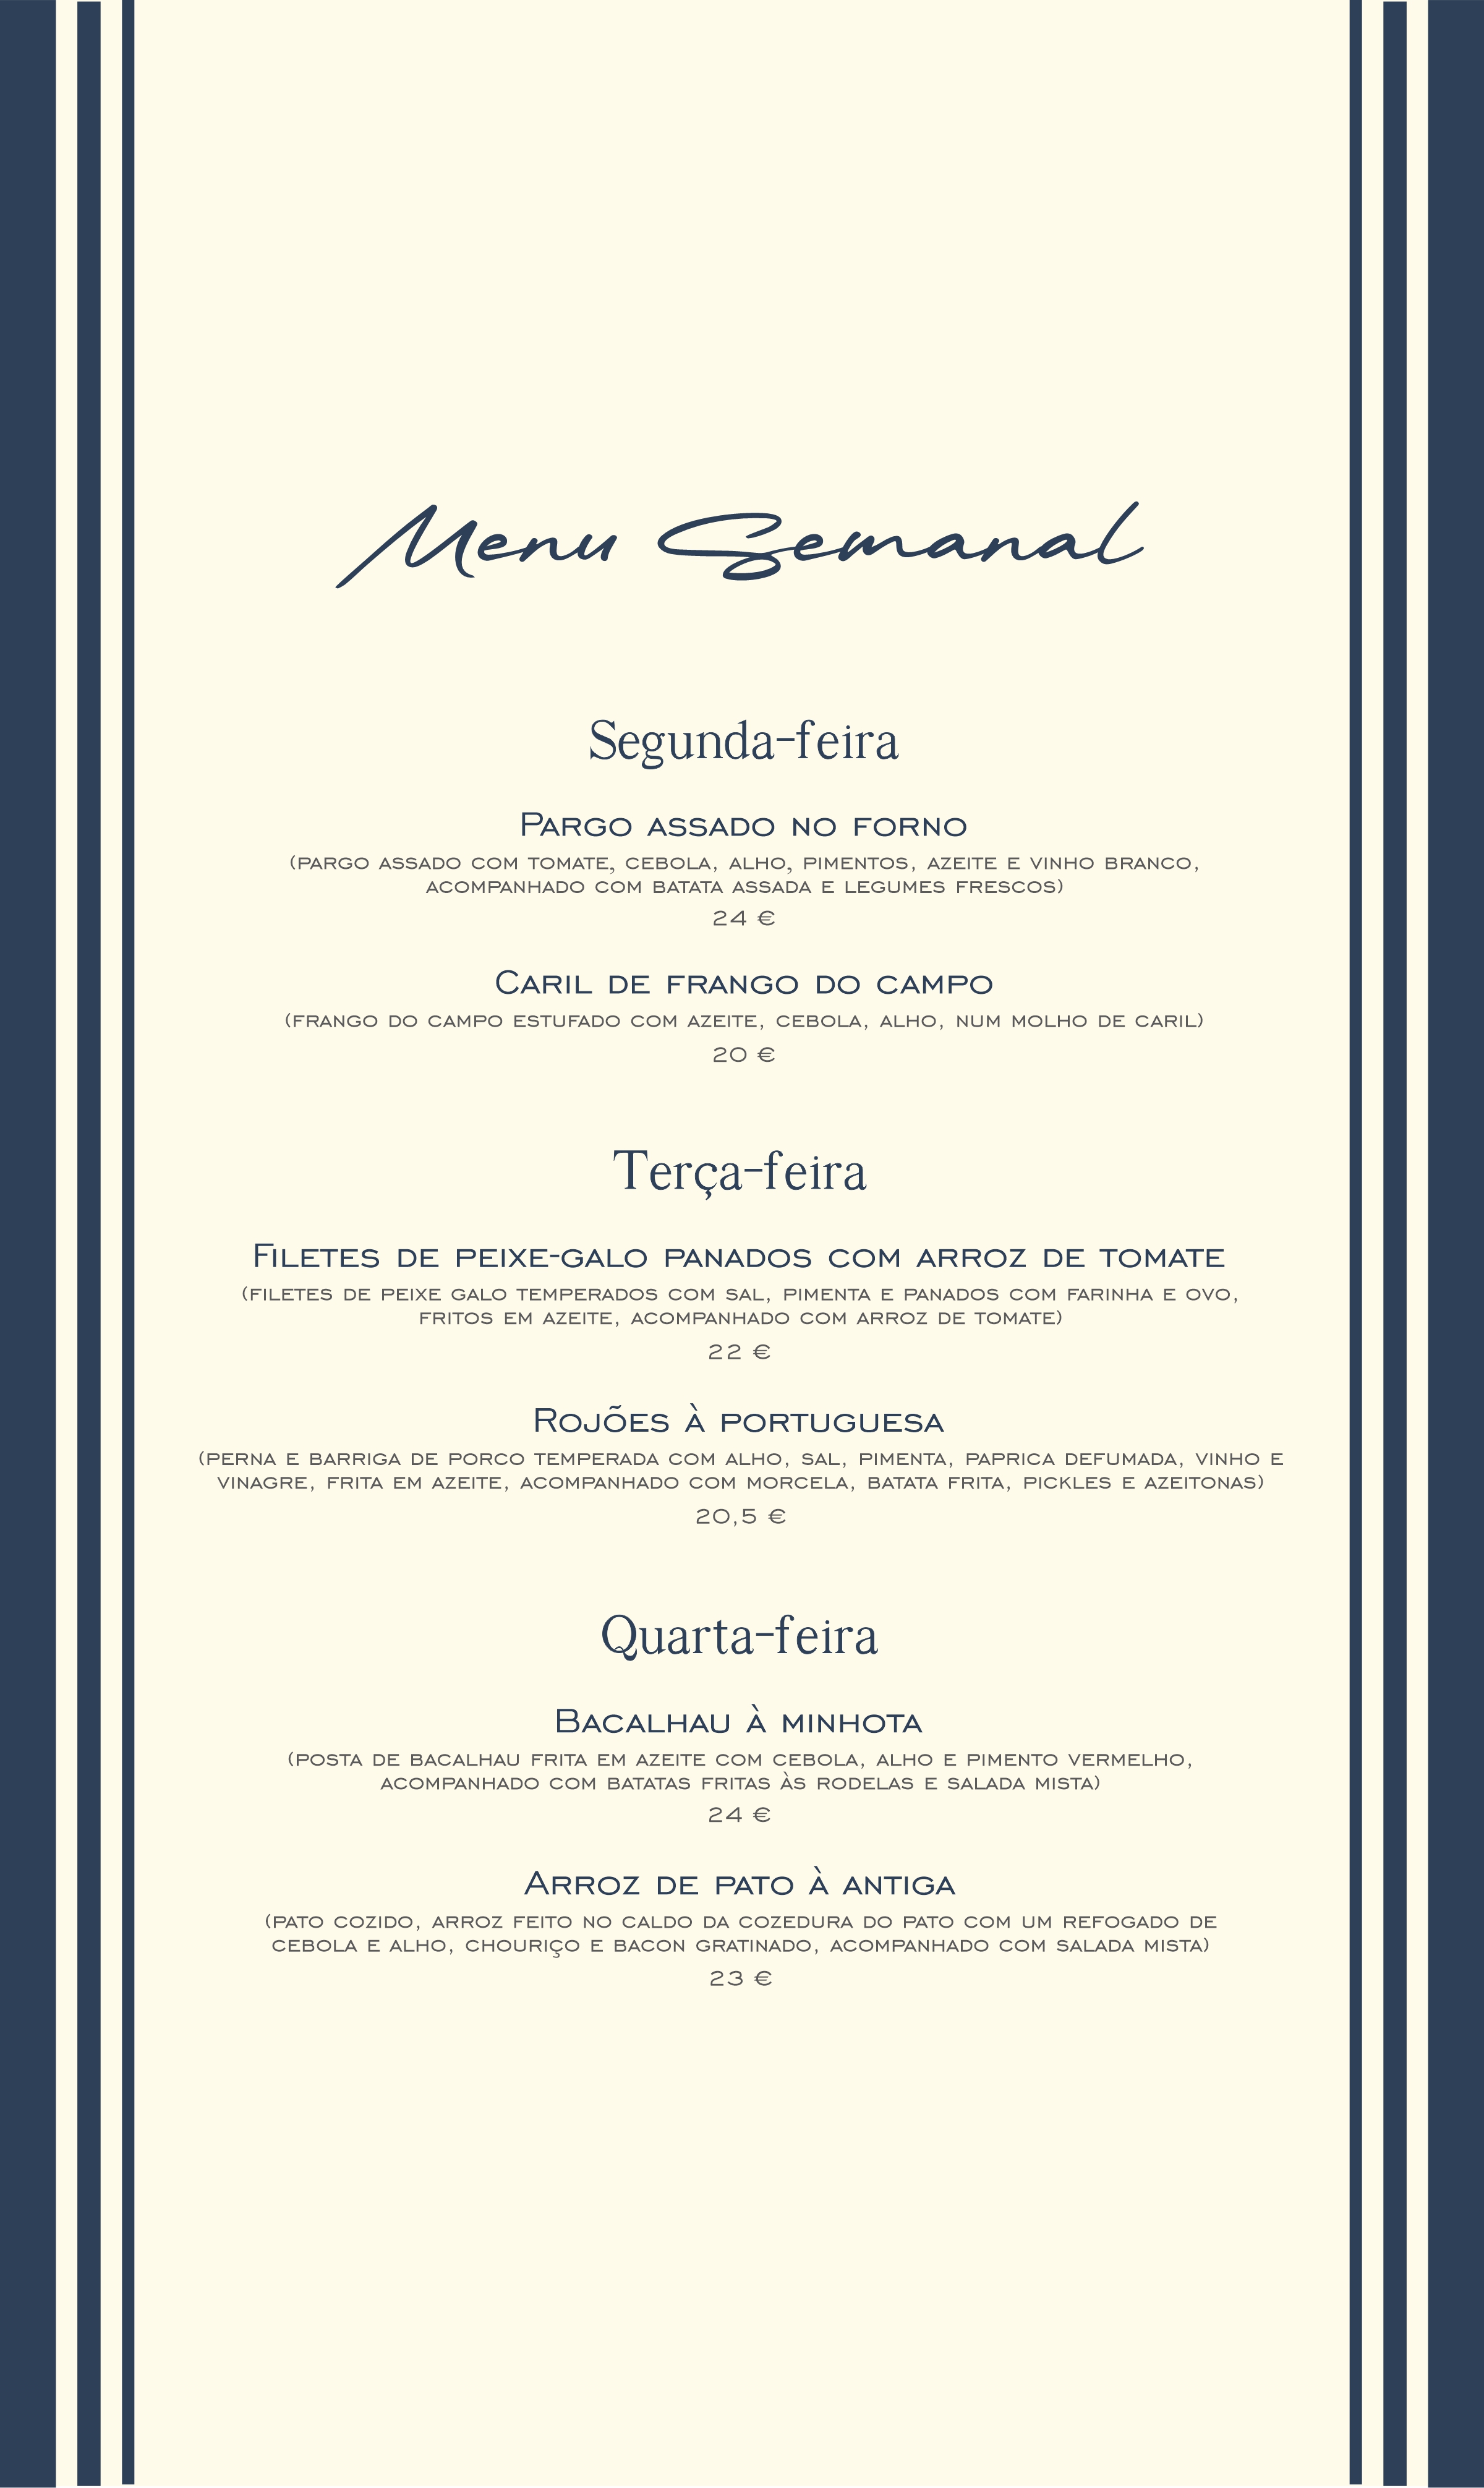 Menu Semanal
Segunda-feira
Pargo assado no forno
(pargo assado com tomate, cebola, alho, pimentos, azeite e vinho branco,
acompanhado com batata assada e legumes frescos)
24 €
Caril de frango do campo
(frango do campo estufado com azeite, cebola, alho, num molho de caril)
20 €
Terça-feira
Filetes de peixe-galo panados com arroz de tomate
(filetes de peixe galo temperados com sal, pimenta e panados com farinha e ovo,
fritos em azeite, acompanhado com arroz de tomate)
22 €
Rojões à portuguesa
(perna e barriga de porco temperada com alho, sal, pimenta, paprica defumada, vinho e
vinagre, frita em azeite, acompanhado com morcela, batata frita, pickles e azeitonas)
20,5 €
Quarta-feira
Bacalhau à minhota
(posta de bacalhau frita em azeite com cebola, alho e pimento vermelho,
acompanhado com batatas fritas às rodelas e salada mista)
24 €
Arroz de pato à antiga
(pato cozido, arroz feito no caldo da cozedura do pato com um refogado de
cebola e alho, chouriço e bacon gratinado, acompanhado com salada mista)
23 €